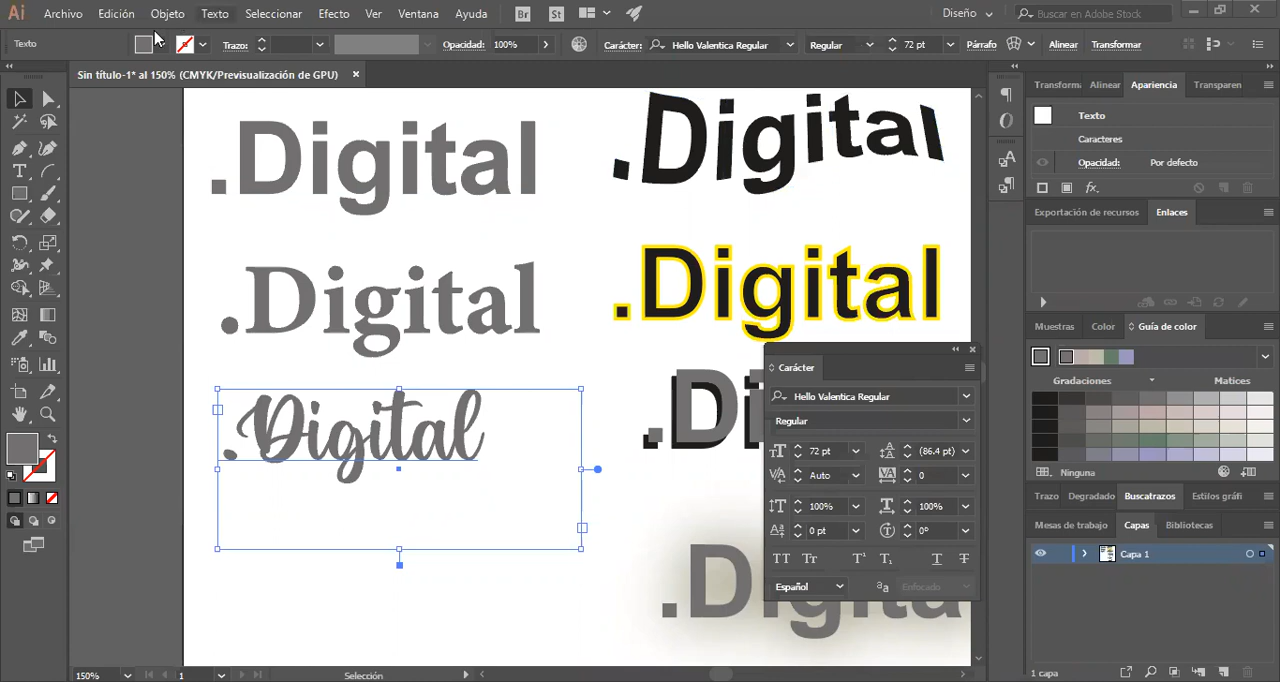 Ai Archivo Edición Objeto Texto Seleccionar Efecto Ver Ventana Ayuda Br St Diseño Buscar en Adobe Stock
Texto Trazo: Opacidad: 100% Carácter: Hello Valentica Regular Regular 72 pt Párrafo Alinear Transformar
Sin título-1* al 150% (CMYK/Previsualización de GPU)
.Digital
.Digital
.Digital
.Digital
.Digital
.Di
.Digita
Carácter
Hello Valentica Regular
Regular
72 pt (86.4 pt)
Auto 0
100% 100%
0 pt 0°
Español Enfocado
Transforma Alinear Apariencia Transparen
Texto
Caracteres
Opacidad: Por defecto
Exportación de recursos Enlaces
Muestras Color Guía de color
Gradaciones Matices
Ninguna
Trazo Degradado Buscatrazos Estilos gráfi
Mesas de trabajo Capas Bibliotecas
Capa 1
1 capa
150% 1 Selección